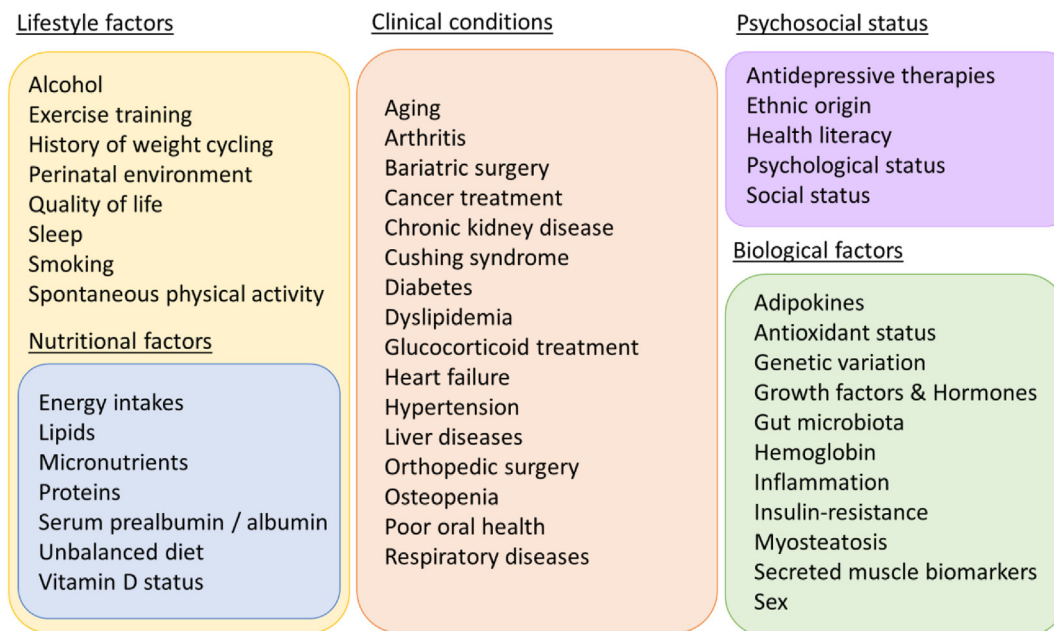 Lifestyle factors
Alcohol
Exercise training
History of weight cycling
Perinatal environment
Quality of life
Sleep
Smoking
Spontaneous physical activity
Nutritional factors
Energy intakes
Lipids
Micronutrients
Proteins
Serum prealbumin / albumin
Unbalanced diet
Vitamin D status
Clinical conditions
Aging
Arthritis
Bariatric surgery
Cancer treatment
Chronic kidney disease
Cushing syndrome
Diabetes
Dyslipidemia
Glucocorticoid treatment
Heart failure
Hypertension
Liver diseases
Orthopedic surgery
Osteopenia
Poor oral health
Respiratory diseases
Psychosocial status
Antidepressive therapies
Ethnic origin
Health literacy
Psychological status
Social status
Biological factors
Adipokines
Antioxidant status
Genetic variation
Growth factors & Hormones
Gut microbiota
Hemoglobin
Inflammation
Insulin-resistance
Myosteatosis
Secreted muscle biomarkers
Sex